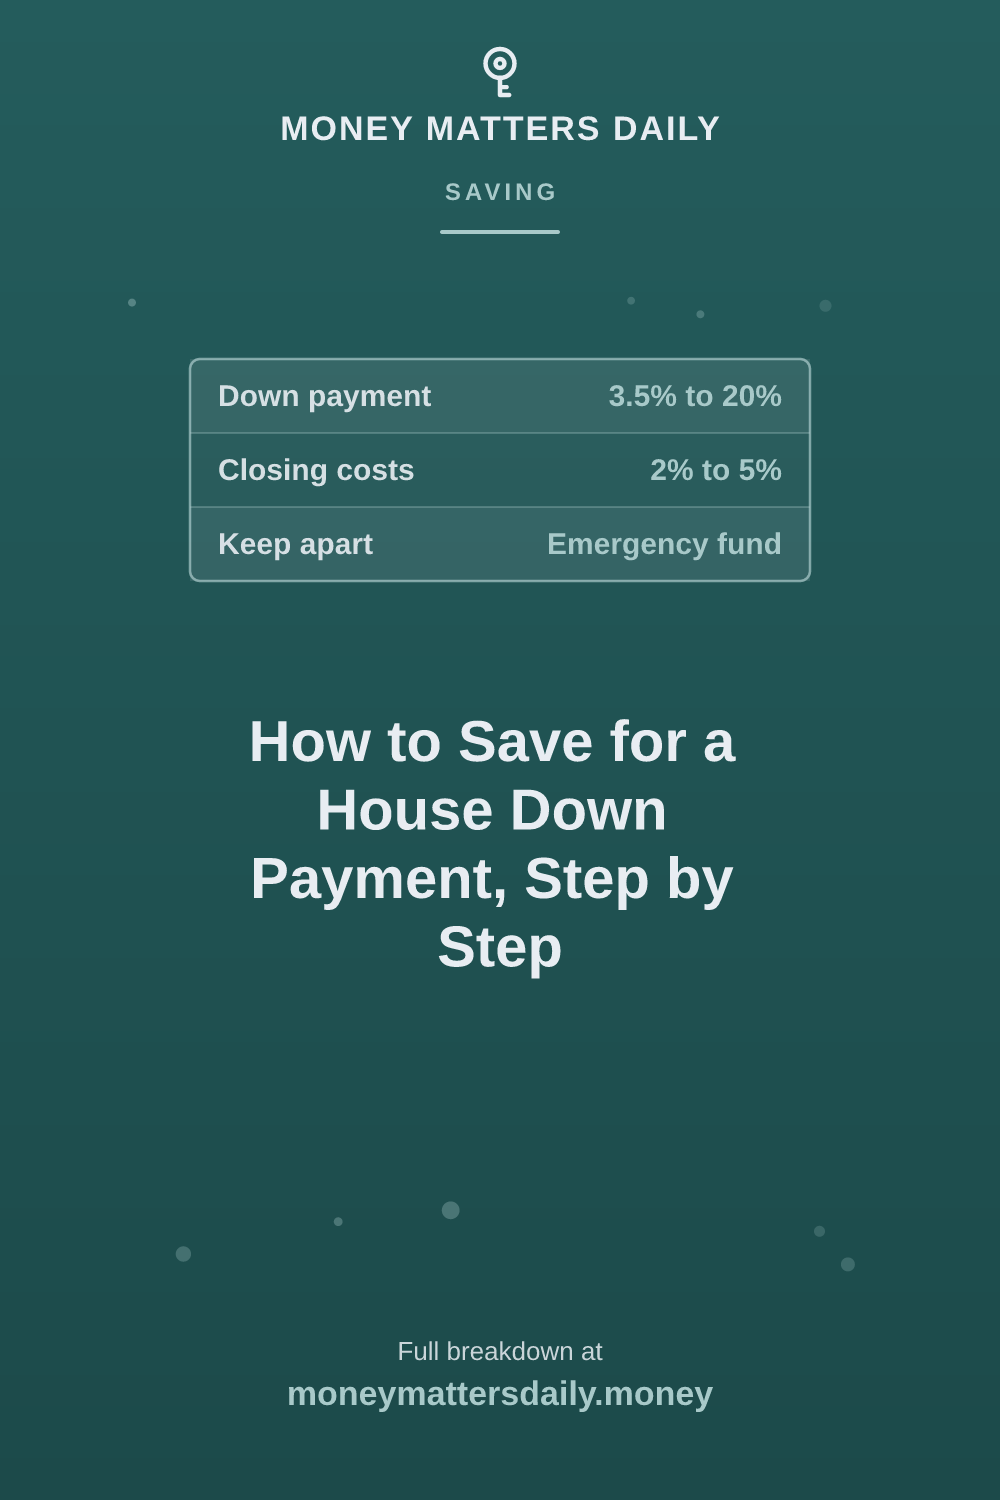 MONEY MATTERS DAILY
SAVING
Down payment 3.5% to 20%
Closing costs 2% to 5%
Keep apart Emergency fund
How to Save for a
House Down
Payment, Step by
Step
Full breakdown at
moneymattersdaily.money